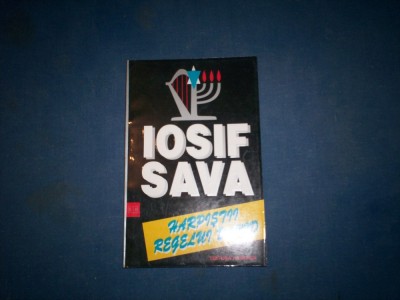 IOSIF
SAVA
HARPIȘTII
REGELUI